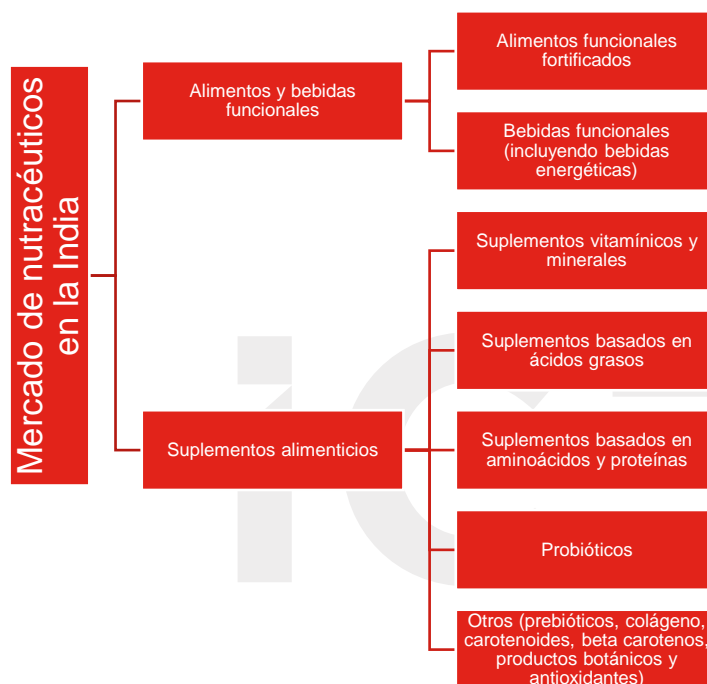 Mercado de nutracéuticos
en la India
Alimentos y bebidas
funcionales
Alimentos funcionales
fortificados
Bebidas funcionales
(incluyendo bebidas
energéticas)
Suplementos alimenticios
Suplementos vitamínicos y
minerales
Suplementos basados en
ácidos grasos
Suplementos basados en
aminoácidos y proteínas
Probióticos
Otros (prebióticos, colágeno,
carotenoides, beta carotenos,
productos botánicos y
antioxidantes)